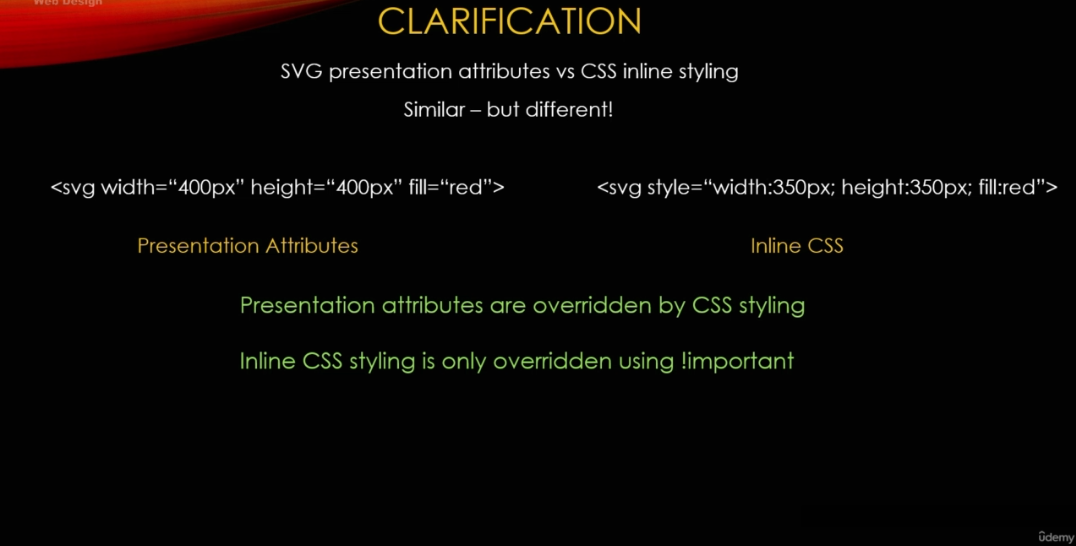 Web Design
CLARIFICATION
SVG presentation attributes vs CSS inline styling
Similar – but different!
<svg width=“400px” height=“400px” fill=“red”>
<svg style=“width:350px; height:350px; fill:red”>
Presentation Attributes
Inline CSS
Presentation attributes are overridden by CSS styling
Inline CSS styling is only overridden using !important
ûdemy